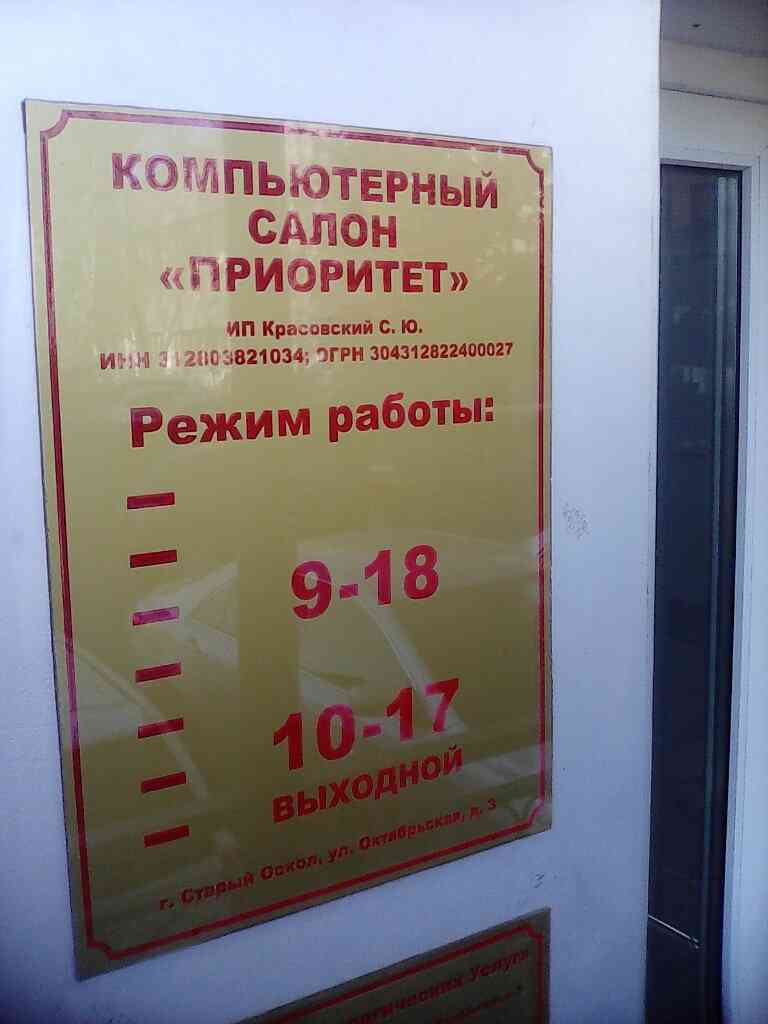 КОМПЬЮТЕРНЫЙ
САЛОН
«ПРИОРИТЕТ»
ИП Красовский С. Ю.
ИНН 312803821034; ОГРН 304312822400027
Режим работы:
9-18
10-17
ВЫХОДНОЙ
г. Старый Оскол, ул. Октябрьская, д. 3
Услуг